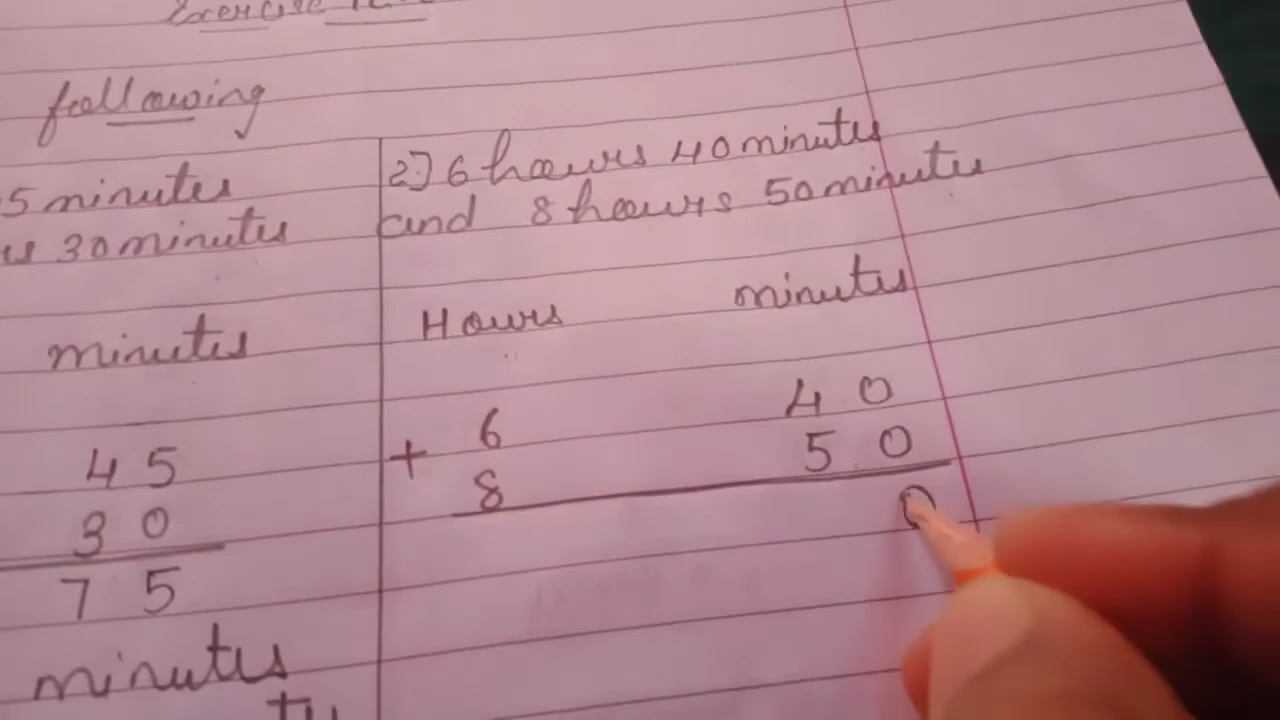 Exercise
following
5 minutes
30 minutes
minutes
45
30
75
minutes
2) 6 hours 40 minutes
and 8 hours 50 minutes
Hours minutes
6 40
+ 8 50
0